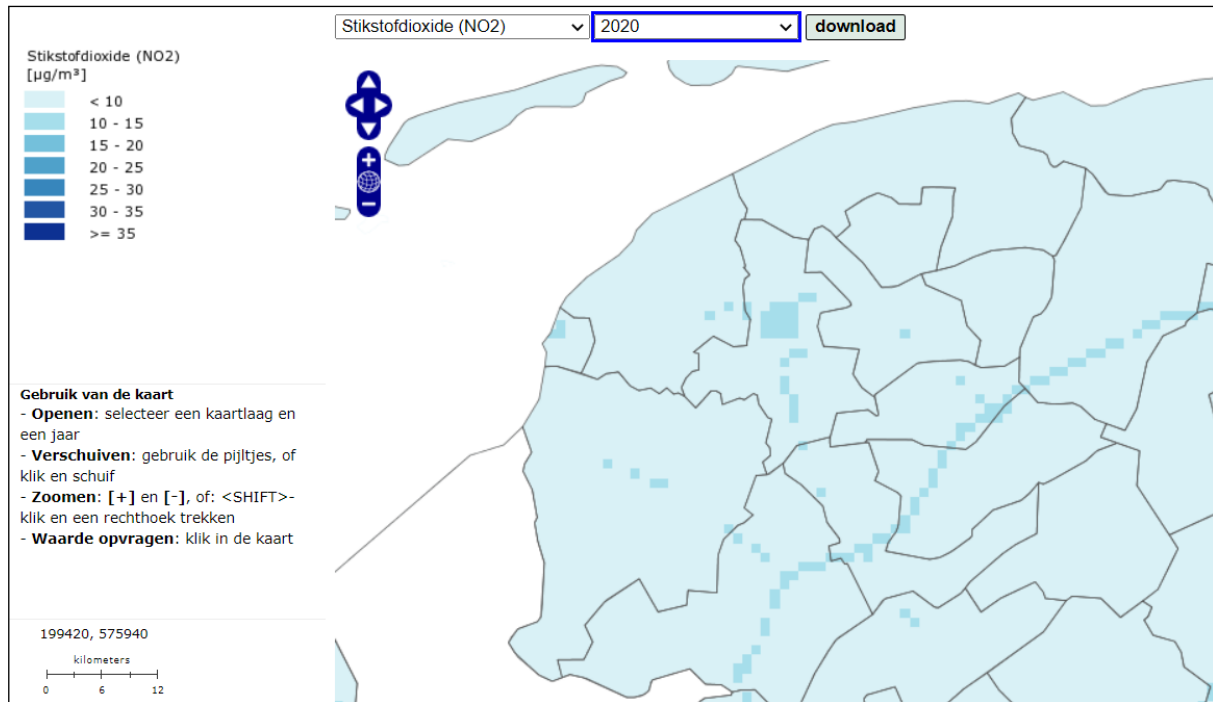 Stikstofdioxide (NO2)
2020
download
Stikstofdioxide (NO2)
[µg/m³]
< 10
10 - 15
15 - 20
20 - 25
25 - 30
30 - 35
>= 35
Gebruik van de kaart
- Openen: selecteer een kaartlaag en
een jaar
- Verschuiven: gebruik de pijltjes, of
klik en schuif
- Zoomen: [+] en [-], of: <SHIFT>-
klik en een rechthoek trekken
- Waarde opvragen: klik in de kaart
199420, 575940
kilometers
0 6 12